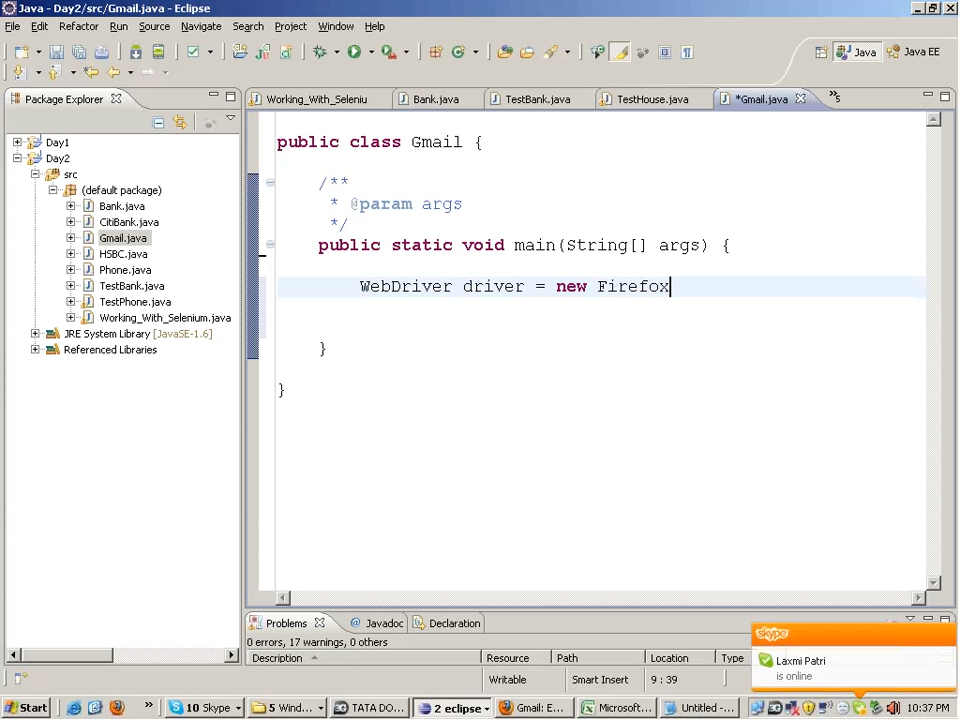 Java - Day2/src/Gmail.java - Eclipse
File Edit Refactor Run Source Navigate Search Project Window Help
Java Java EE
Package Explorer
Working_With_Seleniu Bank.java TestBank.java TestHouse.java *Gmail.java »5
Day1
Day2
src
(default package)
Bank.java
CitiBank.java
Gmail.java
HSBC.java
Phone.java
TestBank.java
TestPhone.java
Working_With_Selenium.java
JRE System Library [JavaSE-1.6]
Referenced Libraries
public class Gmail {
/**
* @param args
*/
public static void main(String[] args) {
WebDriver driver = new Firefox
}
}
Problems @ Javadoc Declaration
0 errors, 17 warnings, 0 others
Description Resource Path Location Type
Writable Smart Insert 9 : 39
skype
Laxmi Patri
is online
Start » 10 Skype 5 Wind... TATA DO... 2 eclipse Gmail: E... Microsoft... Untitled -... 10:37 PM